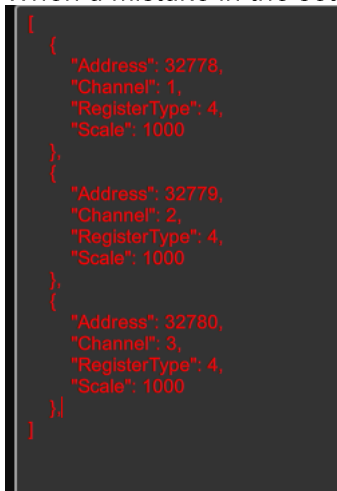 [
{
"Address": 32778,
"Channel": 1,
"RegisterType": 4,
"Scale": 1000
},
{
"Address": 32779,
"Channel": 2,
"RegisterType": 4,
"Scale": 1000
},
{
"Address": 32780,
"Channel": 3,
"RegisterType": 4,
"Scale": 1000
},
]